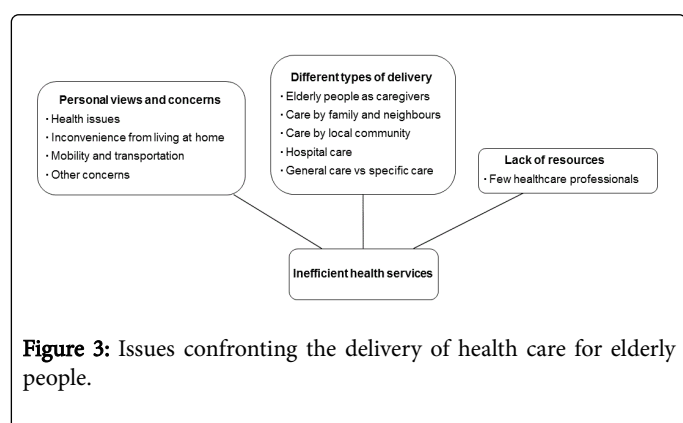 Personal views and concerns
· Health issues
· Inconvenience from living at home
· Mobility and transportation
· Other concerns
Different types of delivery
· Elderly people as caregivers
· Care by family and neighbours
· Care by local community
· Hospital care
· General care vs specific care
Lack of resources
· Few healthcare professionals
Inefficient health services
Figure 3: Issues confronting the delivery of health care for elderly
people.